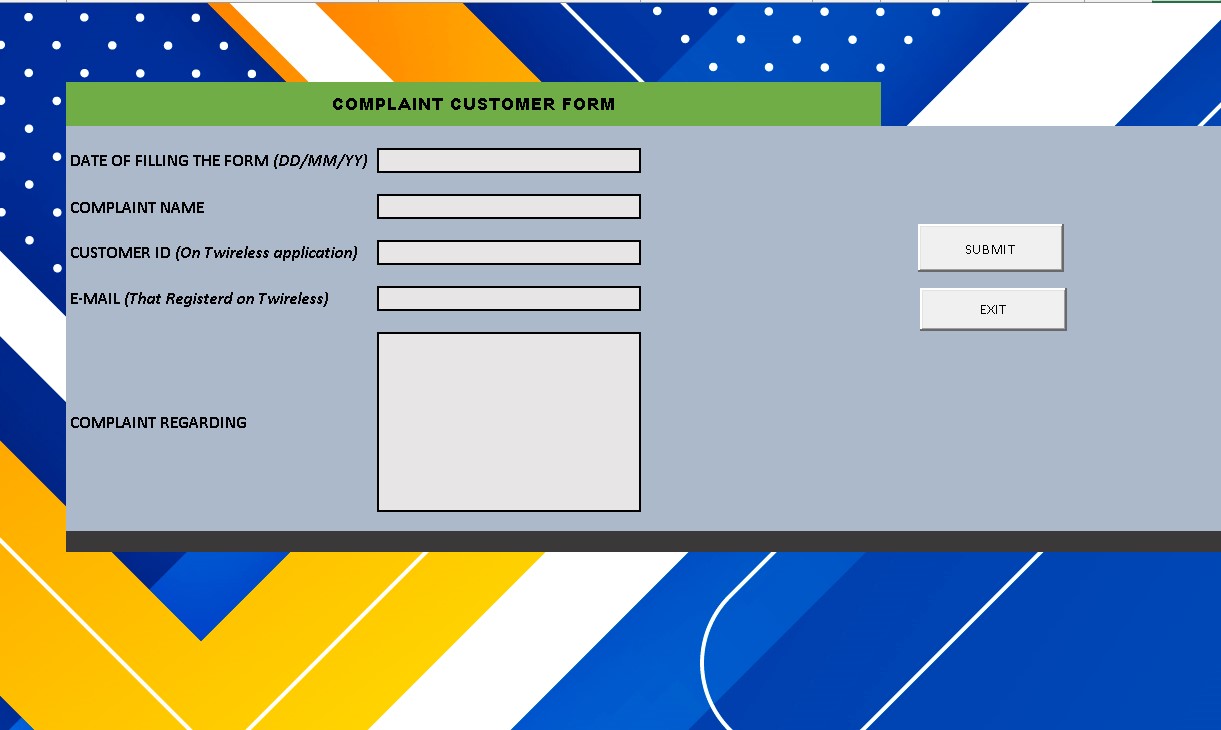 COMPLAINT CUSTOMER FORM
DATE OF FILLING THE FORM (DD/MM/YY)
COMPLAINT NAME
CUSTOMER ID (On Twireless application)
SUBMIT
E-MAIL (That Registerd on Twireless)
EXIT
COMPLAINT REGARDING